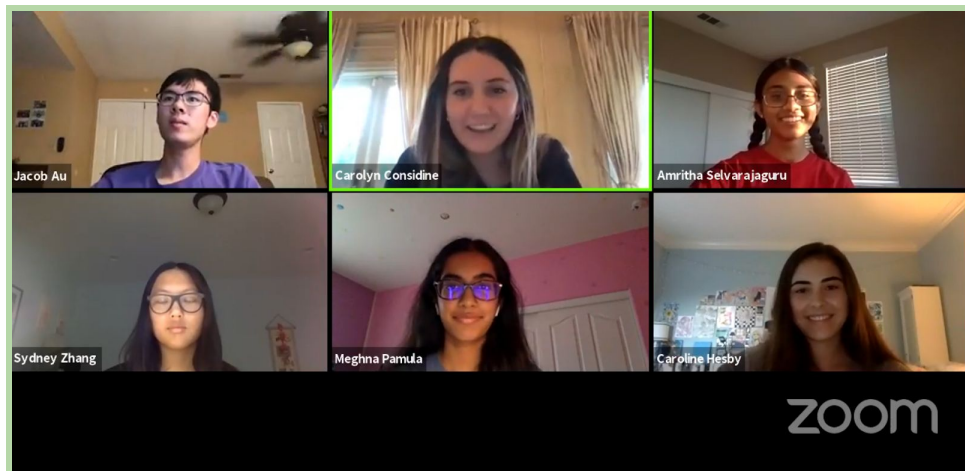 Jacob Au
Carolyn Considine
Amritha Selvarajaguru
Sydney Zhang
Meghna Pamula
Caroline Hesby
zoom